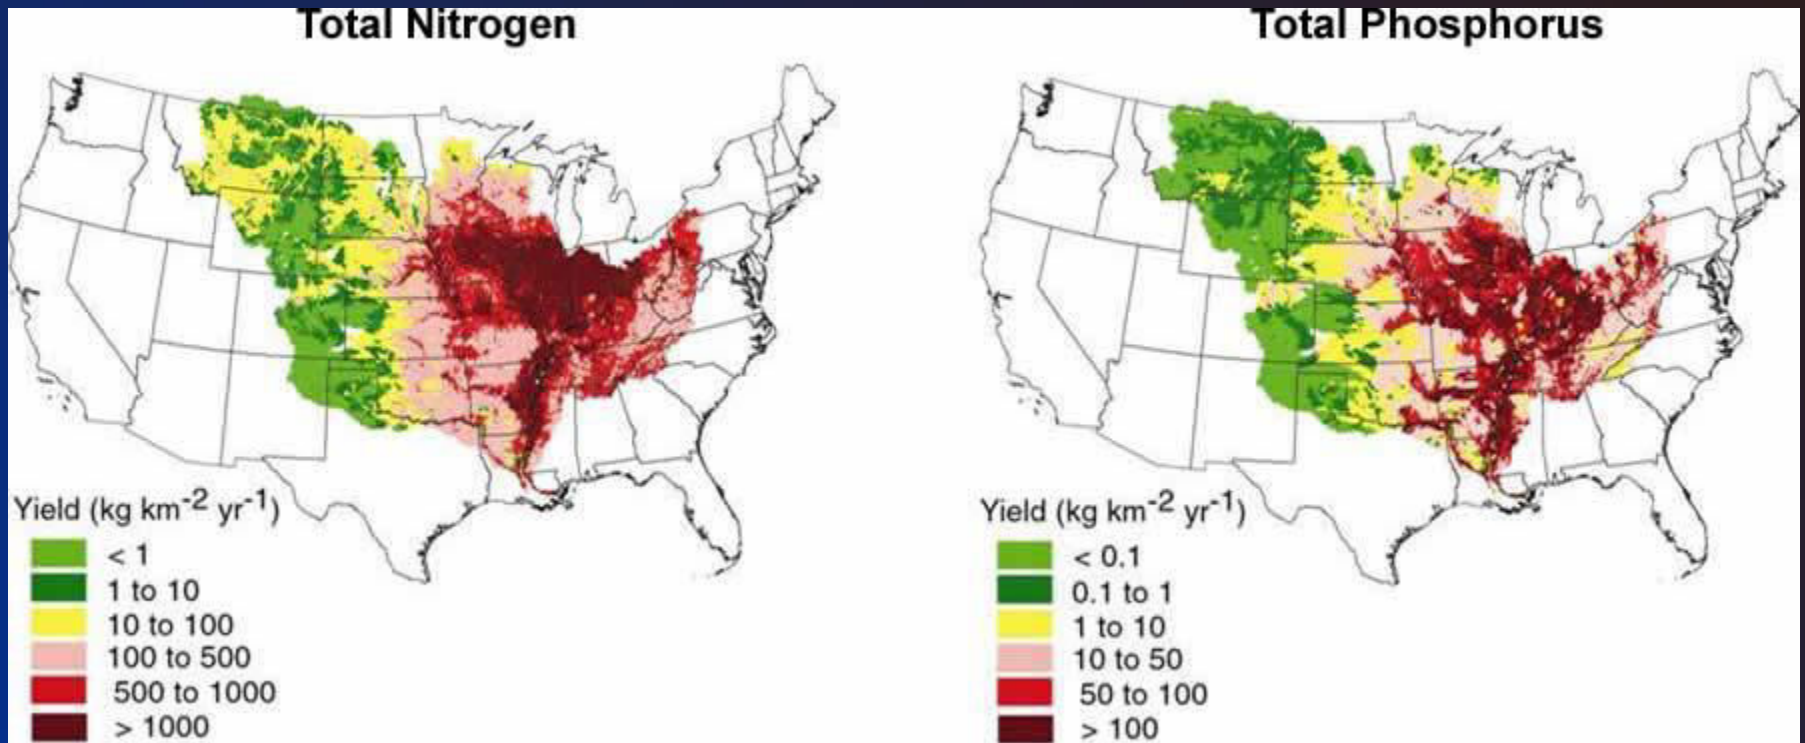 Total Nitrogen
Yield (kg km⁻² yr⁻¹)
< 1
1 to 10
10 to 100
100 to 500
500 to 1000
> 1000
Total Phosphorus
Yield (kg km⁻² yr⁻¹)
< 0.1
0.1 to 1
1 to 10
10 to 50
50 to 100
> 100